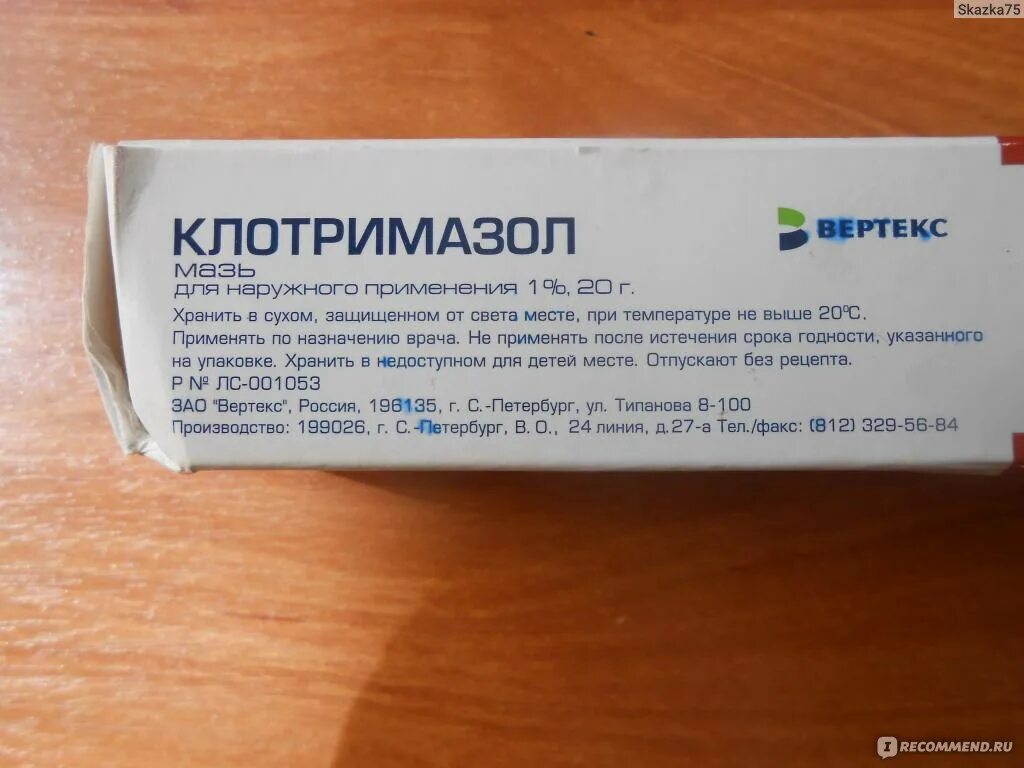 Skazka75
КЛОТРИМАЗОЛ
ВЕРТЕКС
мазь
для наружного применения 1%, 20 г.
Хранить в сухом, защищенном от света месте, при температуре не выше 20°С.
Применять по назначению врача. Не применять после истечения срока годности, указанного
на упаковке. Хранить в недоступном для детей месте. Отпускают без рецепта.
Р № ЛС-001053
ЗАО "Вертекс", Россия, 196135, г. С.-Петербург, ул. Типанова 8-100
Производство: 199026, г. С.-Петербург, В. О., 24 линия, д.27-а Тел./факс: (812) 329-56-84
IRECOMMEND.RU